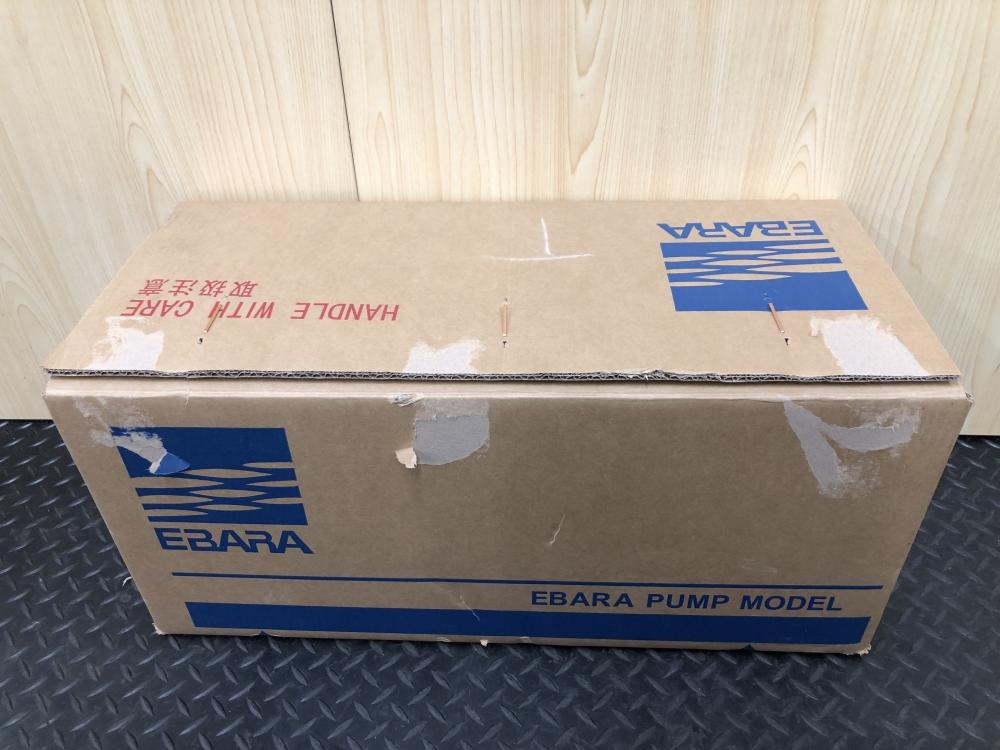 EBARA
HANDLE WITH CARE
取扱注意
EBARA
EBARA PUMP MODEL